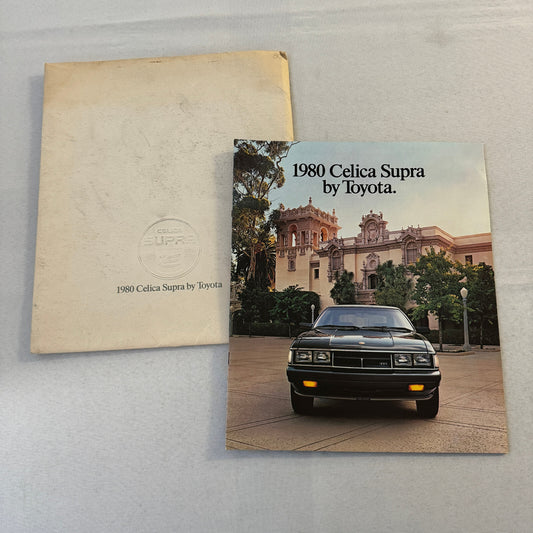 CELICA
SUPRA
1980 Celica Supra by Toyota
1980 Celica Supra
by Toyota.